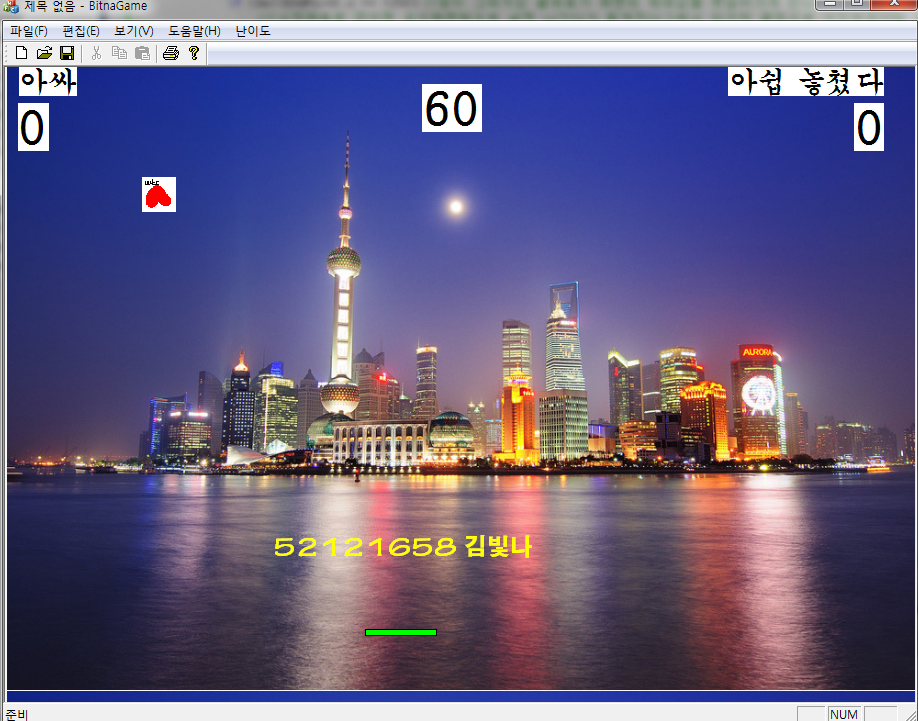 제목 없음 - BitnaGame
파일(F) 편집(E) 보기(V) 도움말(H) 난이도
아싸 아쉽 놓쳤다
0 60 0
AURORA
52121658 김빛나
준비 NUM